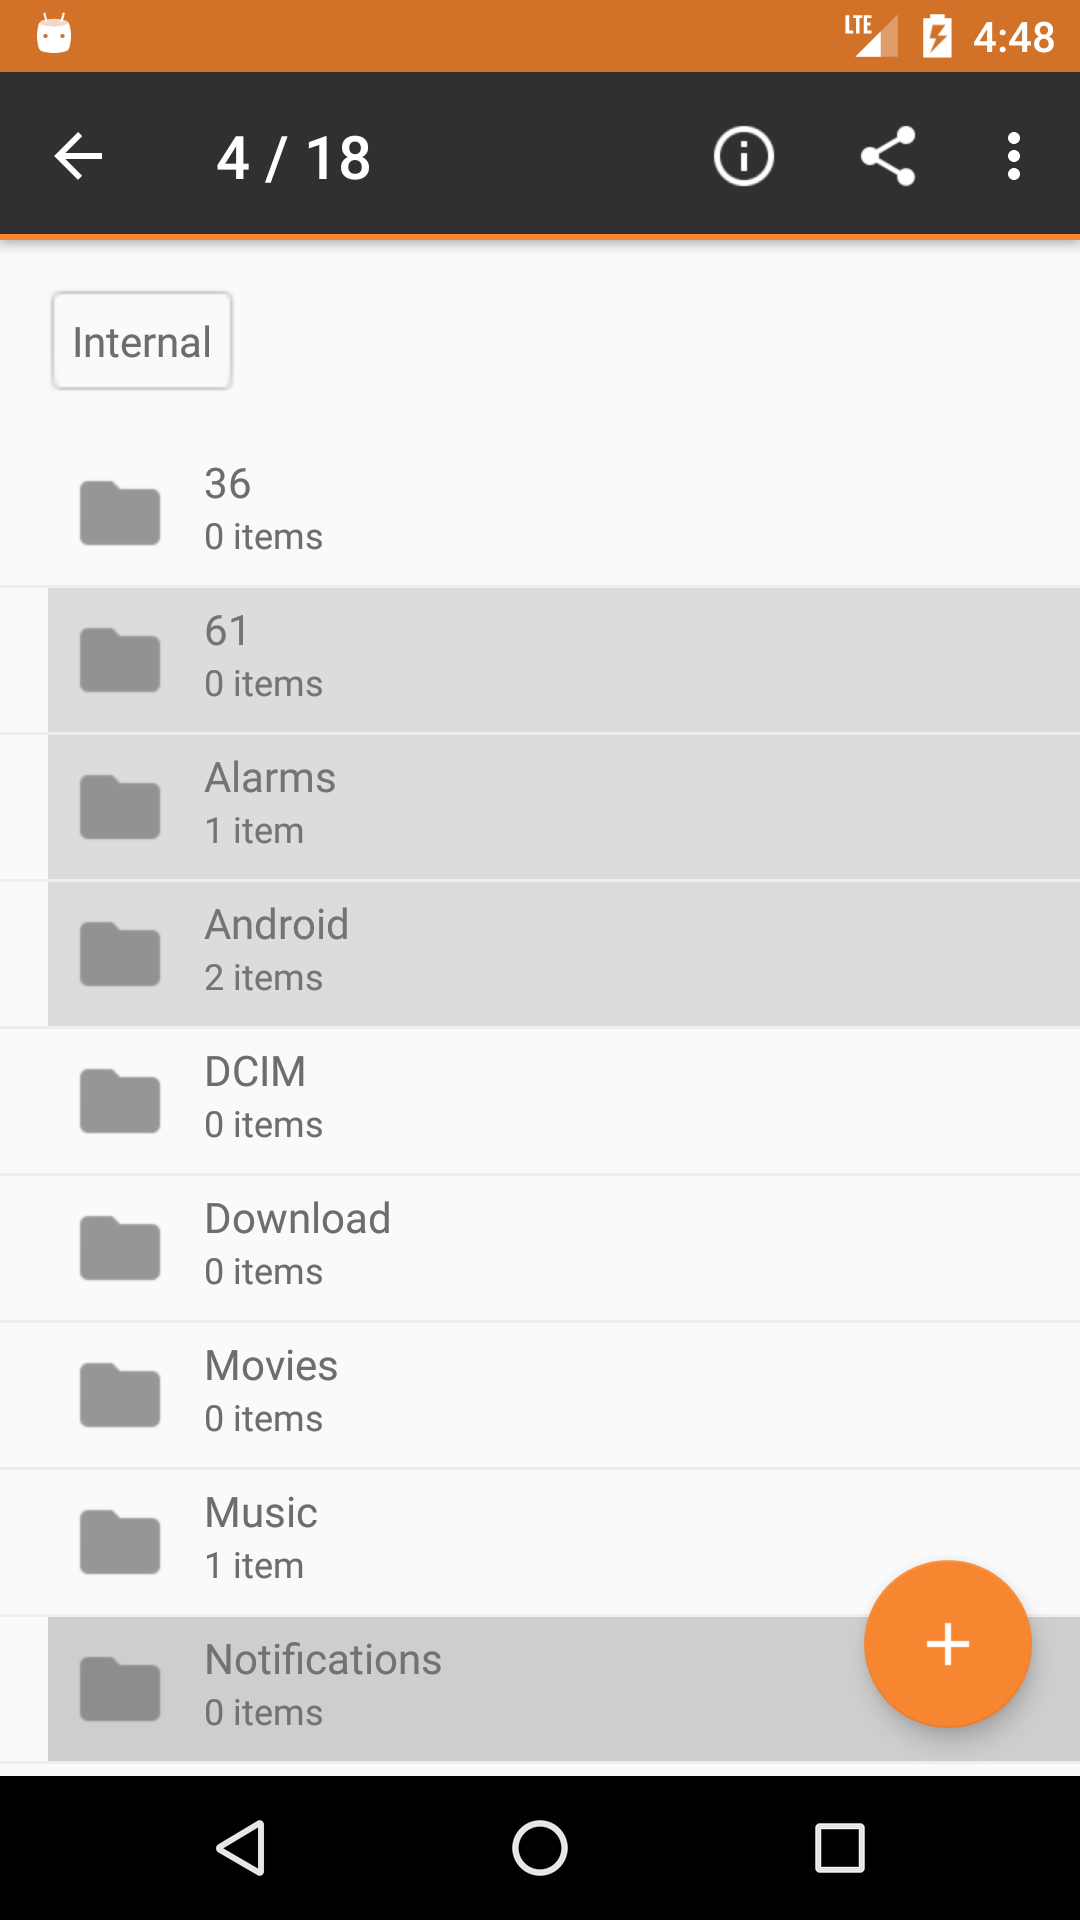 LTE 4:48
4 / 18
Internal
36
0 items
61
0 items
Alarms
1 item
Android
2 items
DCIM
0 items
Download
0 items
Movies
0 items
Music
1 item
Notifications
0 items